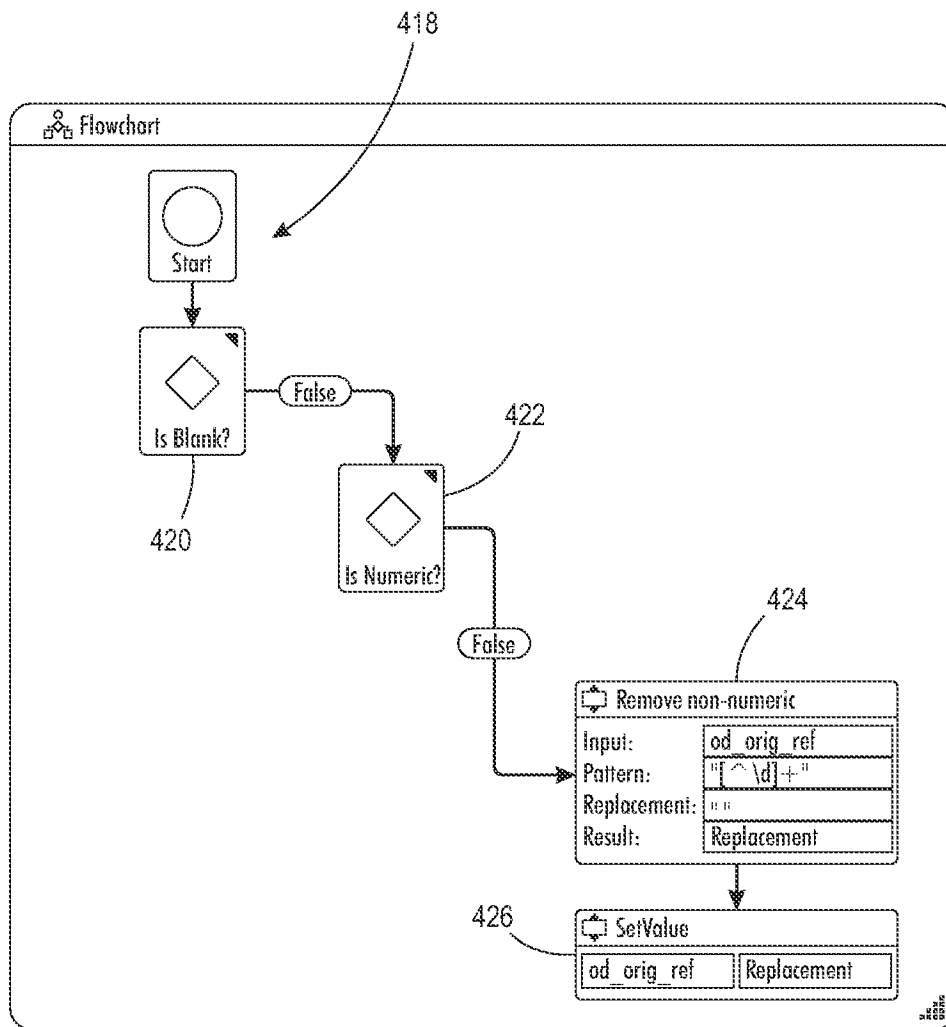 418
Flowchart
Start
False
Is Blank?
420
422
Is Numeric?
False
424
Remove non-numeric
Input: od_orig_ref
Pattern: "[^\d]+"
Replacement: ""
Result: Replacement
426
SetValue
od_orig_ref Replacement